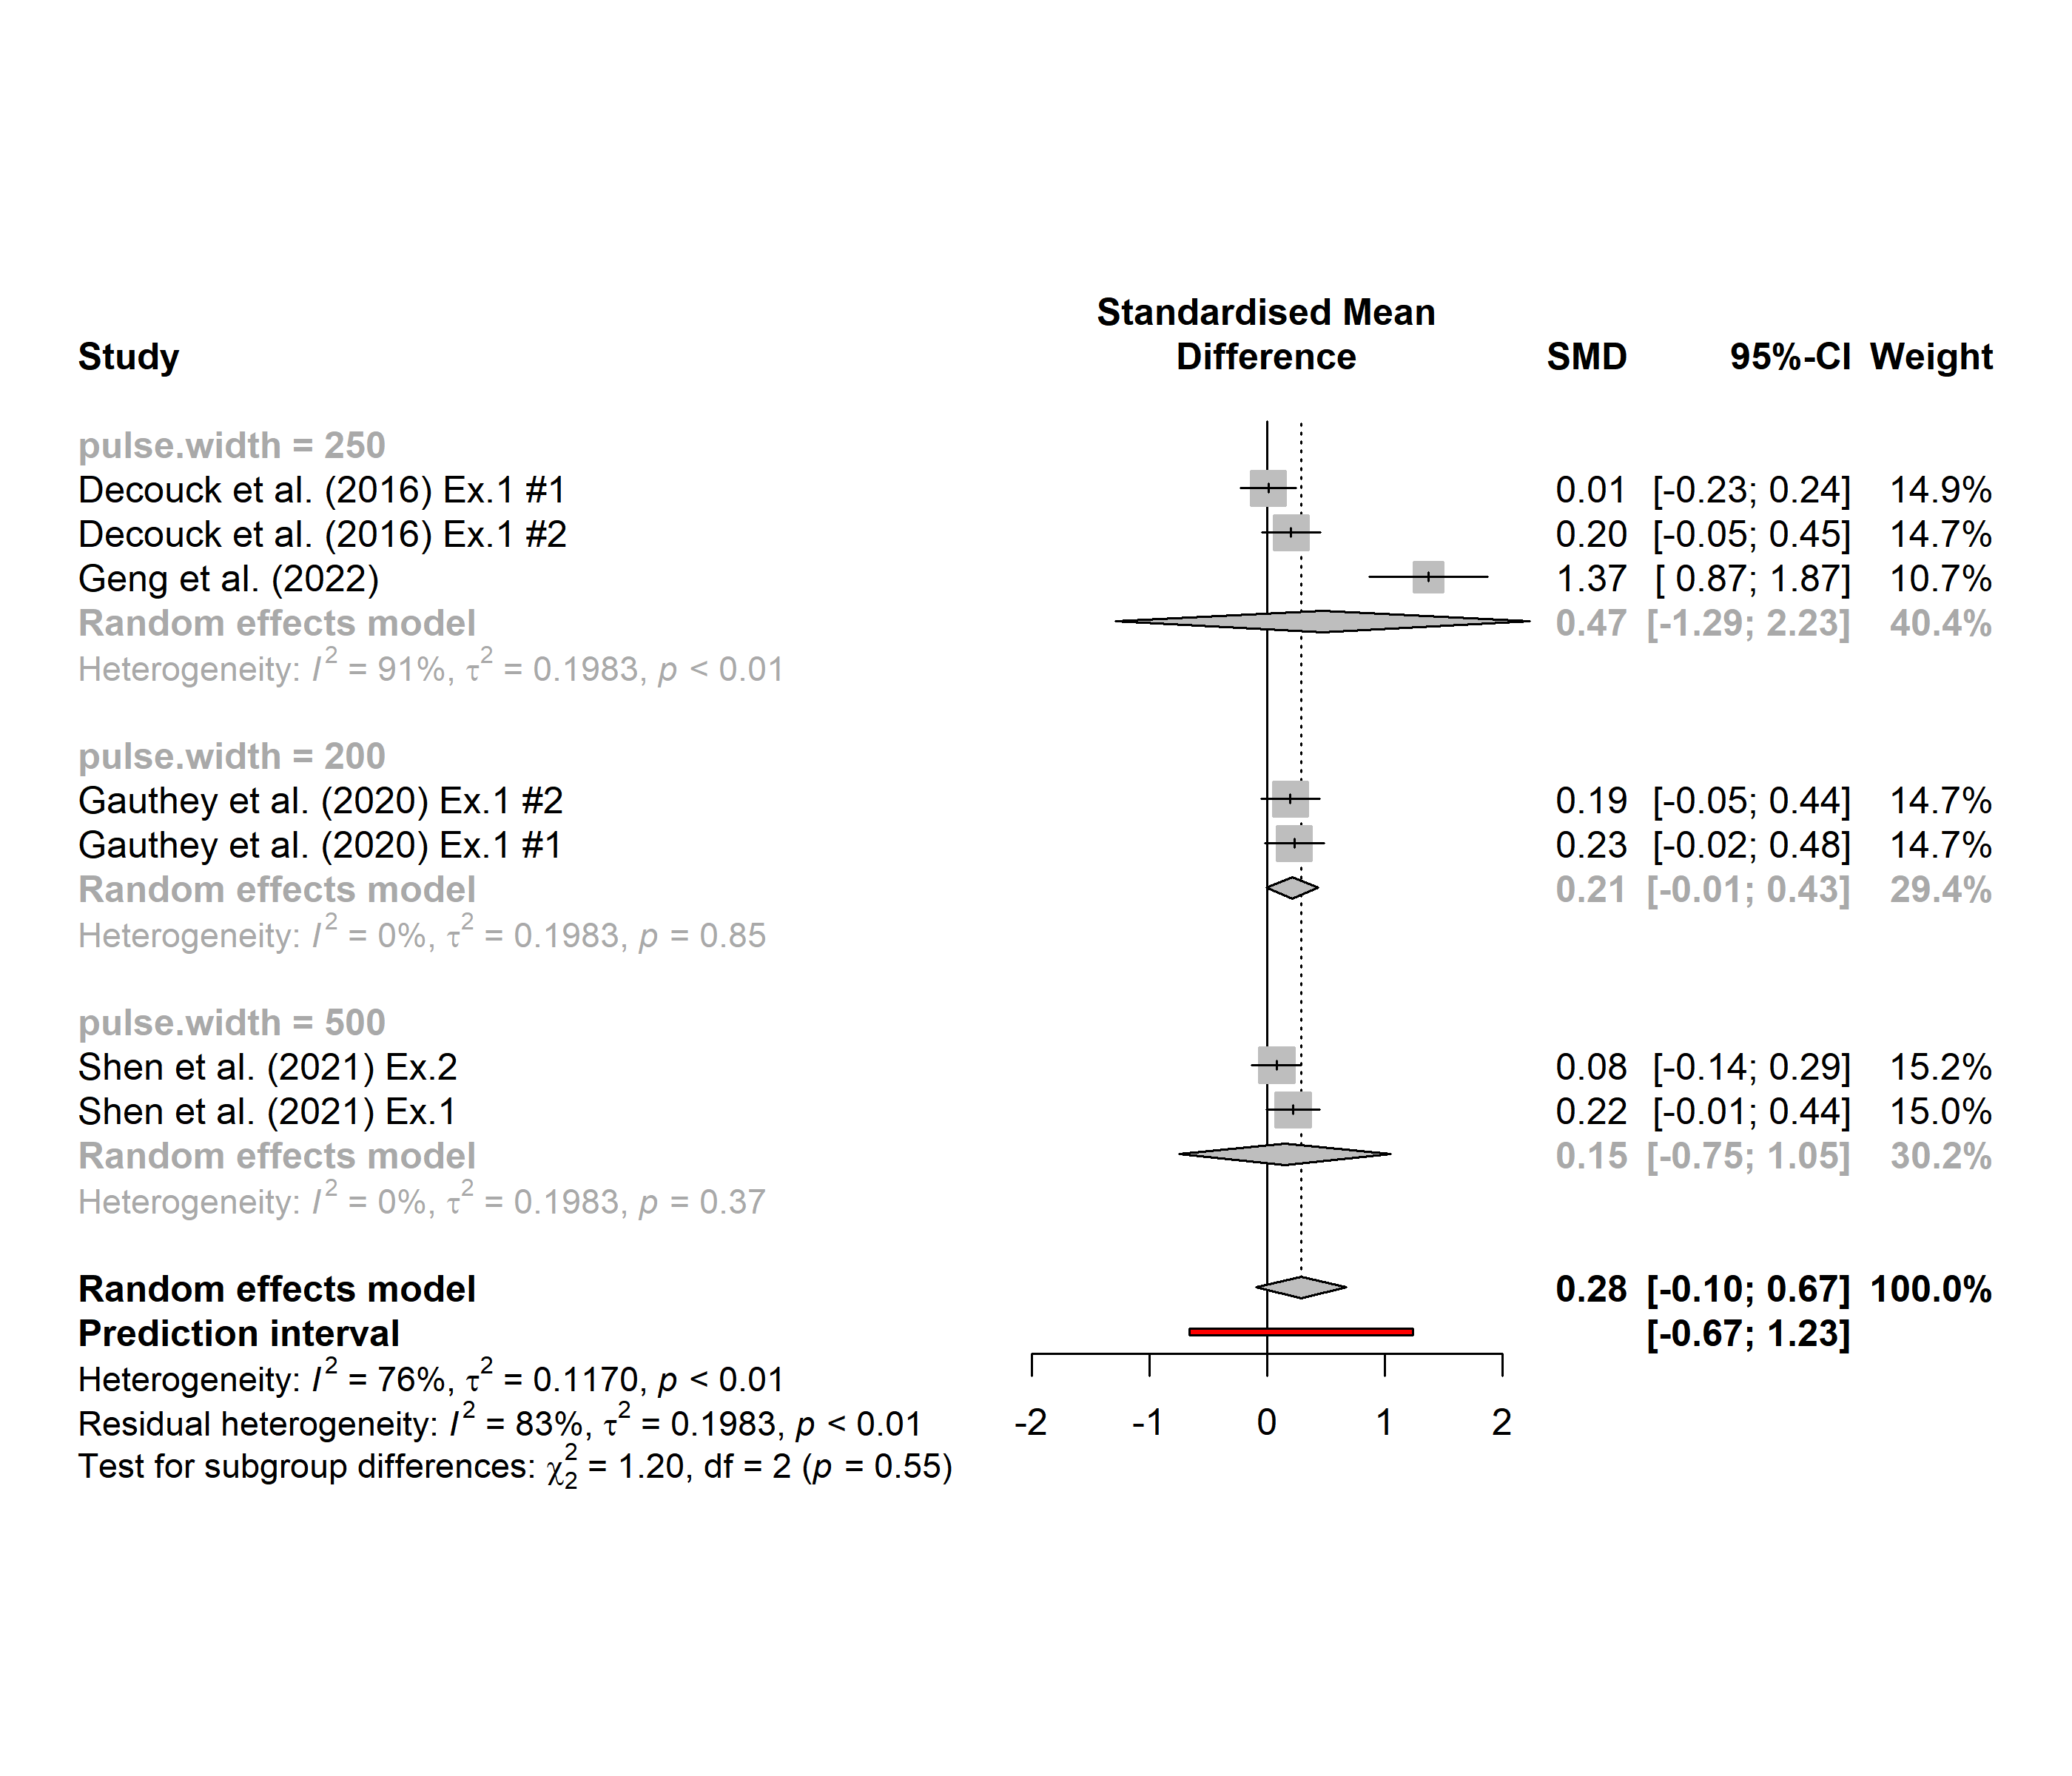 Standardised Mean
Study Difference SMD 95%-CI Weight
pulse.width = 250
Decouck et al. (2016) Ex.1 #1 0.01 [-0.23; 0.24] 14.9%
Decouck et al. (2016) Ex.1 #2 0.20 [-0.05; 0.45] 14.7%
Geng et al. (2022) 1.37 [ 0.87; 1.87] 10.7%
Random effects model 0.47 [-1.29; 2.23] 40.4%
Heterogeneity: I² = 91%, τ² = 0.1983, p < 0.01
pulse.width = 200
Gauthey et al. (2020) Ex.1 #2 0.19 [-0.05; 0.44] 14.7%
Gauthey et al. (2020) Ex.1 #1 0.23 [-0.02; 0.48] 14.7%
Random effects model 0.21 [-0.01; 0.43] 29.4%
Heterogeneity: I² = 0%, τ² = 0.1983, p = 0.85
pulse.width = 500
Shen et al. (2021) Ex.2 0.08 [-0.14; 0.29] 15.2%
Shen et al. (2021) Ex.1 0.22 [-0.01; 0.44] 15.0%
Random effects model 0.15 [-0.75; 1.05] 30.2%
Heterogeneity: I² = 0%, τ² = 0.1983, p = 0.37
Random effects model 0.28 [-0.10; 0.67] 100.0%
Prediction interval [-0.67; 1.23]
Heterogeneity: I² = 76%, τ² = 0.1170, p < 0.01
Residual heterogeneity: I² = 83%, τ² = 0.1983, p < 0.01
-2 -1 0 1 2
Test for subgroup differences: χ²₂ = 1.20, df = 2 (p = 0.55)